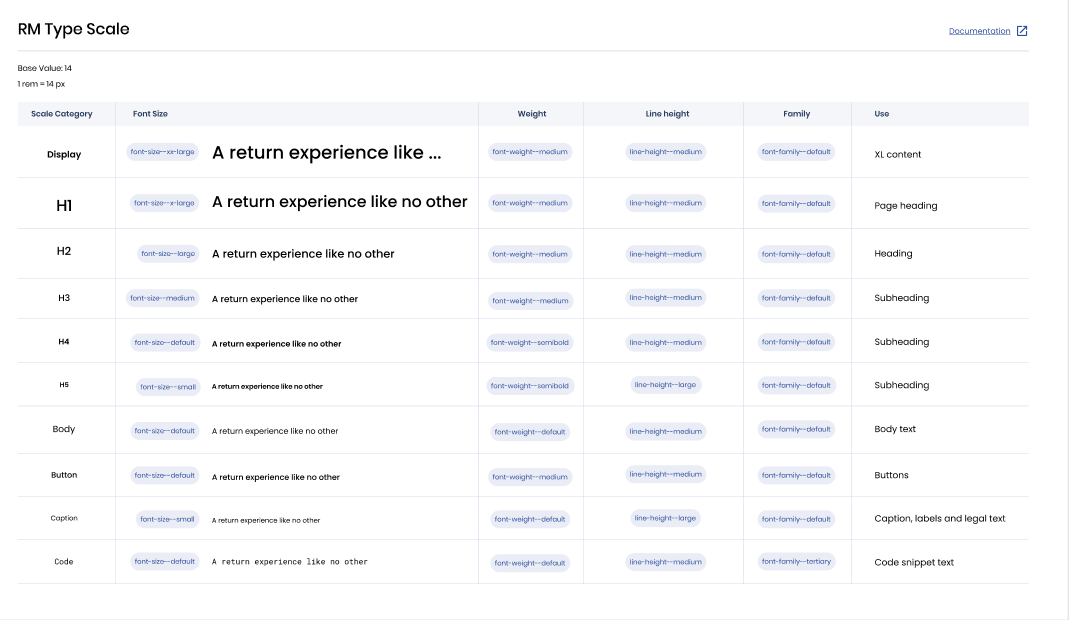 RM Type Scale
Documentation
Base Value: 14
1 rem = 14 px
Scale Category Font Size Weight Line height Family Use
Display font-size--xx-large A return experience like ... font-weight--medium line-height--medium font-family--default XL content
H1 font-size--x-large A return experience like no other font-weight--medium line-height--medium font-family--default Page heading
H2 font-size--large A return experience like no other font-weight--medium line-height--medium font-family--default Heading
H3 font-size--medium A return experience like no other font-weight--medium line-height--medium font-family--default Subheading
H4 font-size--default A return experience like no other font-weight--semibold line-height--medium font-family--default Subheading
H5 font-size--small A return experience like no other font-weight--semibold line-height--large font-family--default Subheading
Body font-size--default A return experience like no other font-weight--default line-height--medium font-family--default Body text
Button font-size--default A return experience like no other font-weight--medium line-height--medium font-family--default Buttons
Caption font-size--small A return experience like no other font-weight--default line-height--large font-family--default Caption, labels and legal text
Code font-size--default A return experience like no other font-weight--default line-height--medium font-family--tertiary Code snippet text